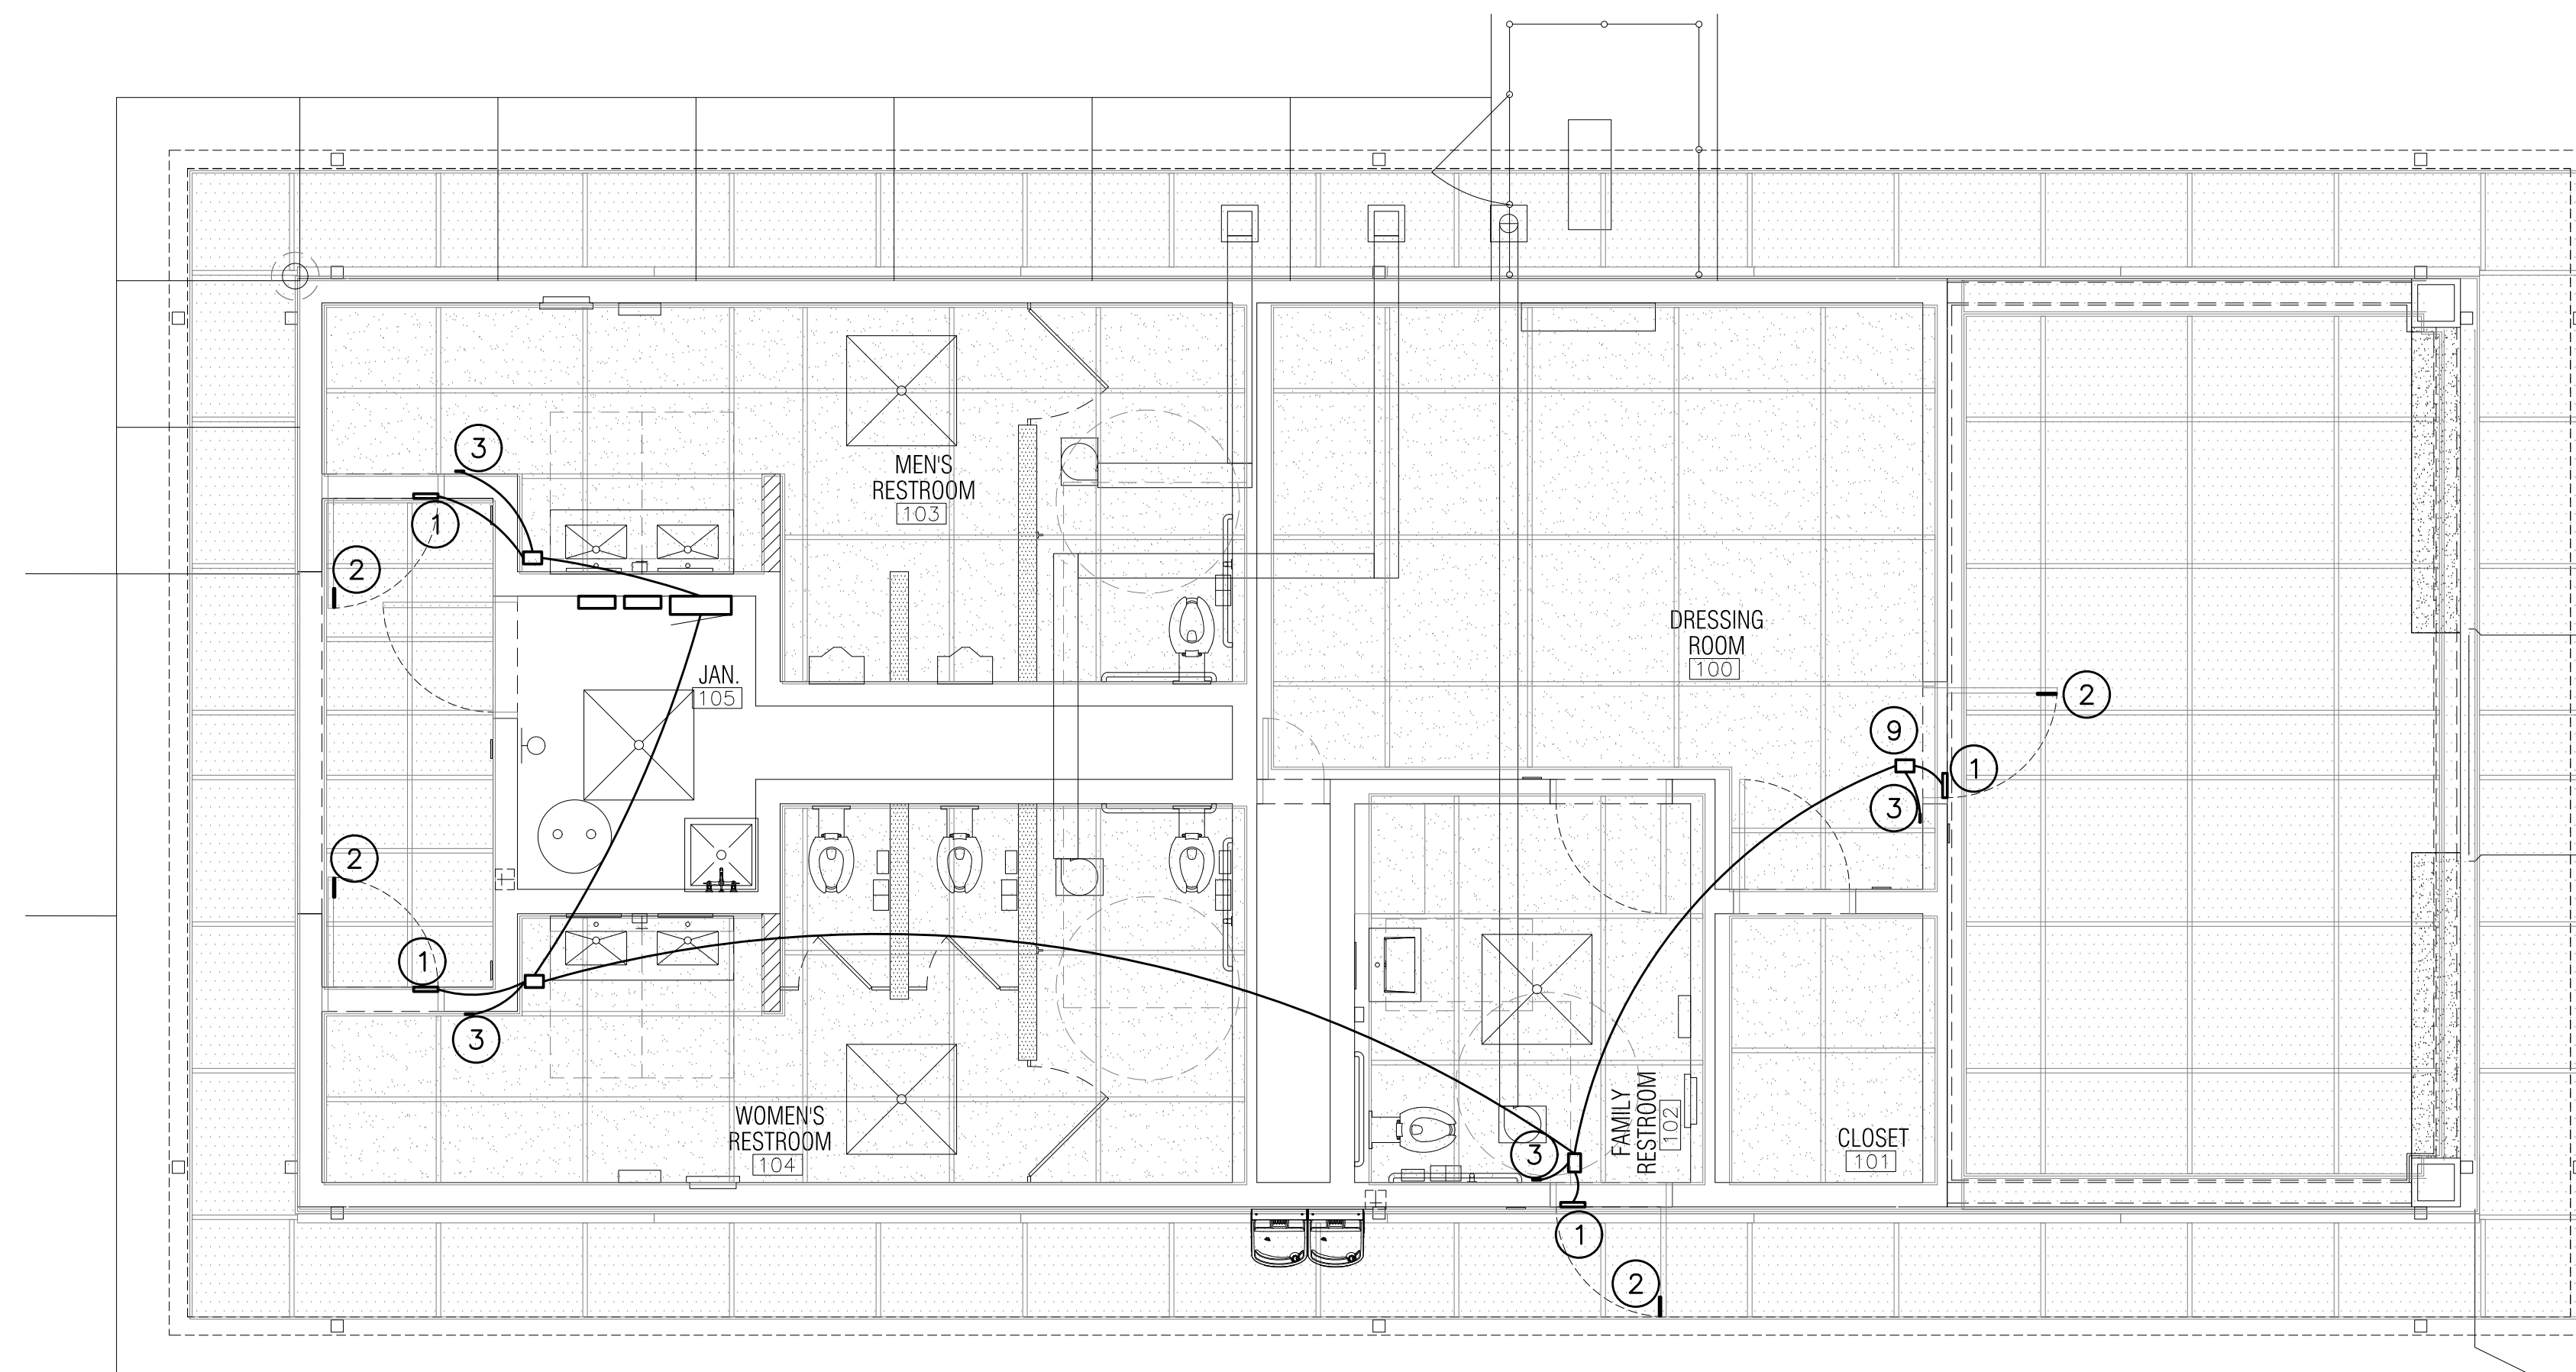 3
MEN'S
RESTROOM
103
1
2
DRESSING
ROOM
100
JAN.
105
2
9
1
3
2
1
3
WOMEN'S
RESTROOM
104
FAMILY
RESTROOM
102
3
CLOSET
101
1
2